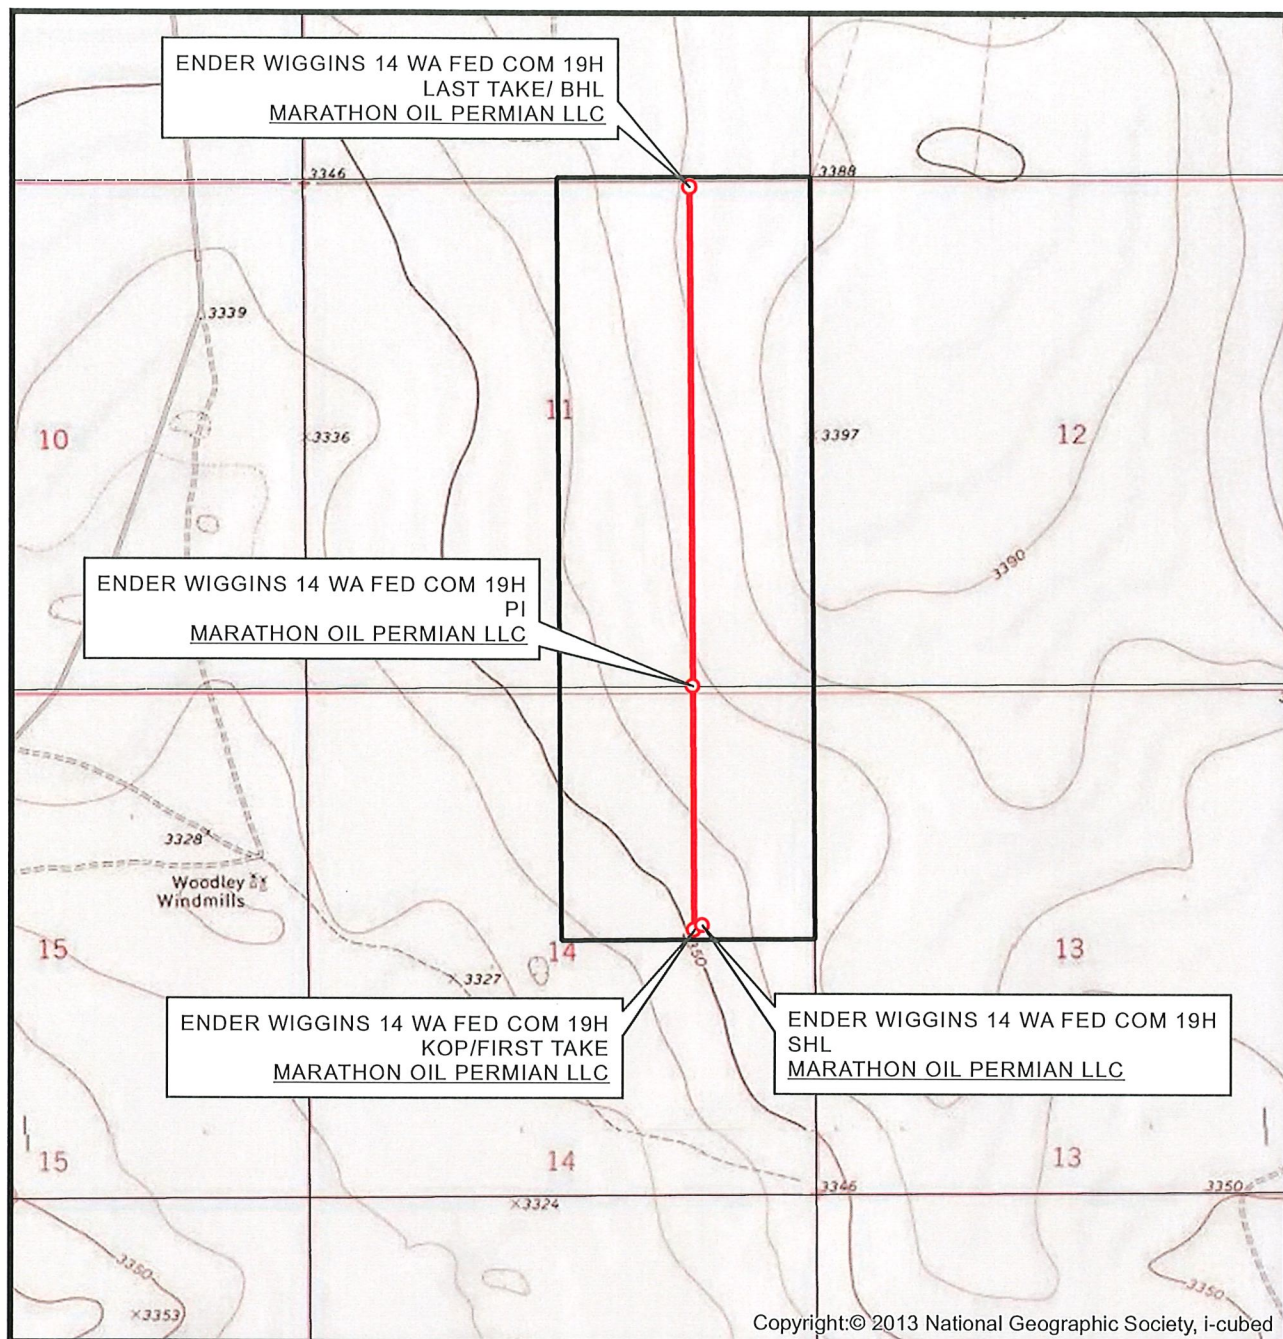 ENDER WIGGINS 14 WA FED COM 19H
LAST TAKE/ BHL
MARATHON OIL PERMIAN LLC
3346
3388
3339
11
10
3336
3397
12
3390
ENDER WIGGINS 14 WA FED COM 19H
PI
MARATHON OIL PERMIAN LLC
3328
Woodley
Windmills
15
14
3350
13
3327
ENDER WIGGINS 14 WA FED COM 19H
KOP/FIRST TAKE
MARATHON OIL PERMIAN LLC
ENDER WIGGINS 14 WA FED COM 19H
SHL
MARATHON OIL PERMIAN LLC
15
14
13
3346
3350
3324
3350
3350
3353
Copyright:© 2013 National Geographic Society, i-cubed